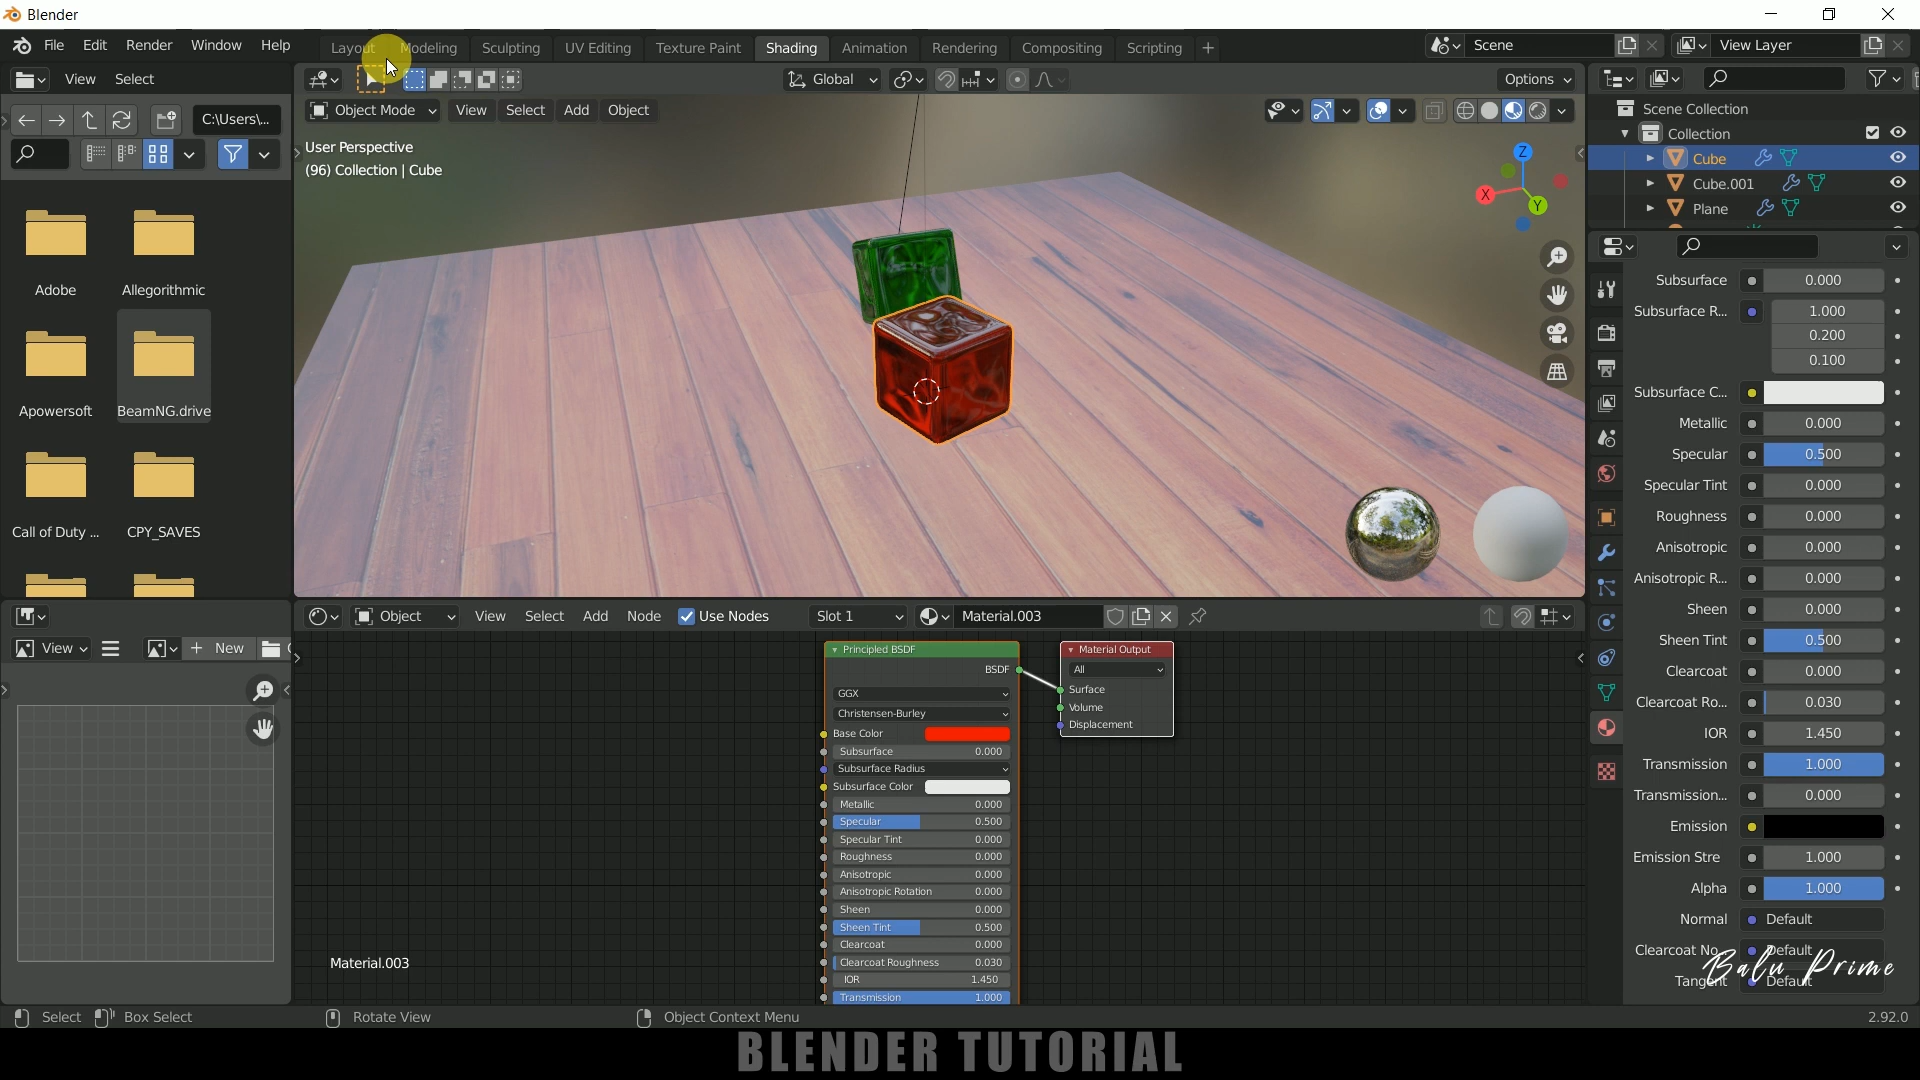 Blender
File Edit Render Window Help Layout Modeling Sculpting UV Editing Texture Paint Shading Animation Rendering Compositing Scripting + Scene View Layer
View Select Global Options
C:\Users\... Object Mode View Select Add Object
User Perspective
(96) Collection | Cube
Scene Collection
Collection
Cube
Cube.001
Plane
Z
X
Y
Adobe Allegorithmic
Apowersoft BeamNG.drive
Call of Duty ... CPY_SAVES
Subsurface 0.000
Subsurface R... 1.000
0.200
0.100
Subsurface C...
Metallic 0.000
Specular 0.500
Specular Tint 0.000
Roughness 0.000
Anisotropic 0.000
Anisotropic R... 0.000
Sheen 0.000
Sheen Tint 0.500
Clearcoat 0.000
Clearcoat Ro... 0.030
IOR 1.450
Transmission 1.000
Transmission... 0.000
Emission
Emission Stre 1.000
Alpha 1.000
Normal Default
Clearcoat No... Default
Tangent Default
Balu Prime
Object View Select Add Node Use Nodes Slot 1 Material.003
View New
Principled BSDF
BSDF
GGX
Christensen-Burley
Base Color
Subsurface 0.000
Subsurface Radius
Subsurface Color
Metallic 0.000
Specular 0.500
Specular Tint 0.000
Roughness 0.000
Anisotropic 0.000
Anisotropic Rotation 0.000
Sheen 0.000
Sheen Tint 0.500
Clearcoat 0.000
Clearcoat Roughness 0.030
IOR 1.450
Transmission 1.000
Material Output
All
Surface
Volume
Displacement
Material.003
Select Box Select Rotate View Object Context Menu 2.92.0
BLENDER TUTORIAL